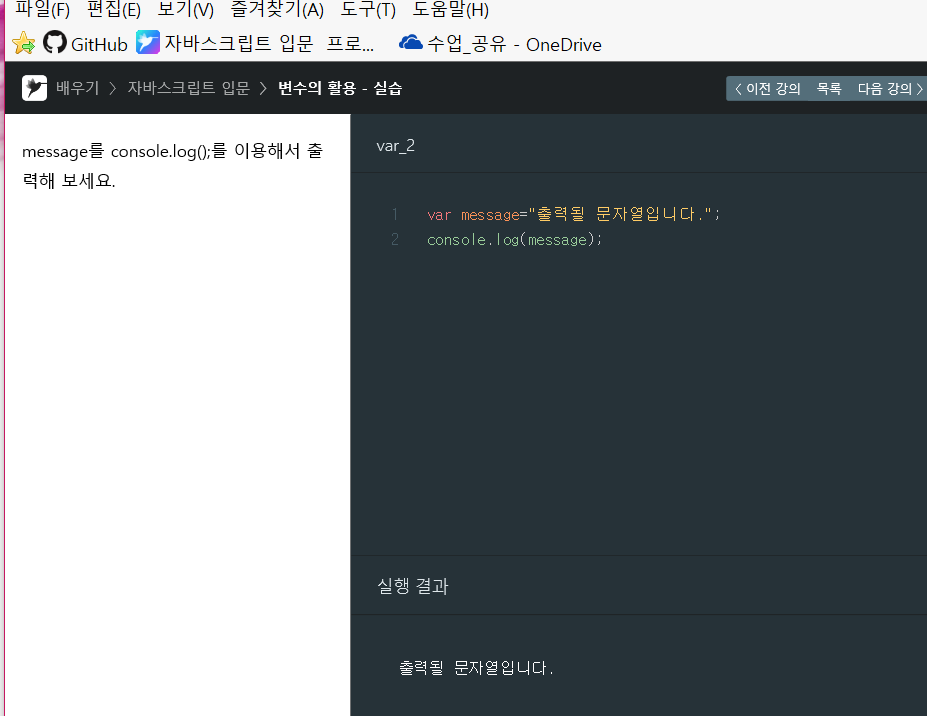 파일(F) 편집(E) 보기(V) 즐겨찾기(A) 도구(T) 도움말(H)
GitHub 자바스크립트 입문 프로... 수업_공유 - OneDrive
배우기 > 자바스크립트 입문 > 변수의 활용 - 실습
< 이전 강의 목록 다음 강의 >
message를 console.log();를 이용해서 출
력해 보세요.
var_2
1 var message="출력될 문자열입니다.";
2 console.log(message);
실행 결과
출력될 문자열입니다.